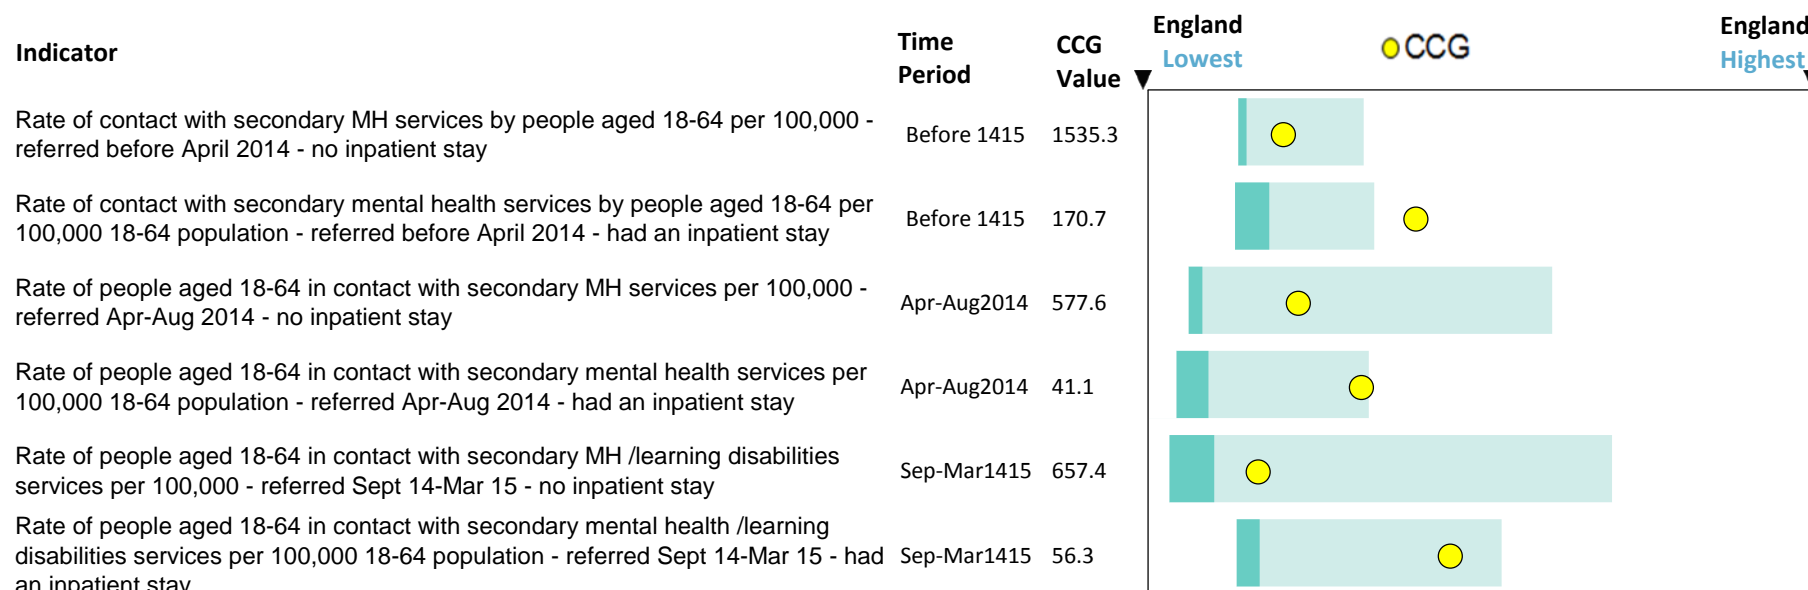 Indicator
Time
Period
CCG
Value
England
Lowest
CCG
England
Highest
Rate of contact with secondary MH services by people aged 18-64 per 100,000 -
referred before April 2014 - no inpatient stay
Before 1415
1535.3
Rate of contact with secondary mental health services by people aged 18-64 per
100,000 18-64 population - referred before April 2014 - had an inpatient stay
Before 1415
170.7
Rate of people aged 18-64 in contact with secondary MH services per 100,000 -
referred Apr-Aug 2014 - no inpatient stay
Apr-Aug2014
577.6
Rate of people aged 18-64 in contact with secondary mental health services per
100,000 18-64 population - referred Apr-Aug 2014 - had an inpatient stay
Apr-Aug2014
41.1
Rate of people aged 18-64 in contact with secondary MH /learning disabilities
services per 100,000 - referred Sept 14-Mar 15 - no inpatient stay
Sep-Mar1415
657.4
Rate of people aged 18-64 in contact with secondary mental health /learning
disabilities services per 100,000 18-64 population - referred Sept 14-Mar 15 - had
an inpatient stay
Sep-Mar1415
56.3